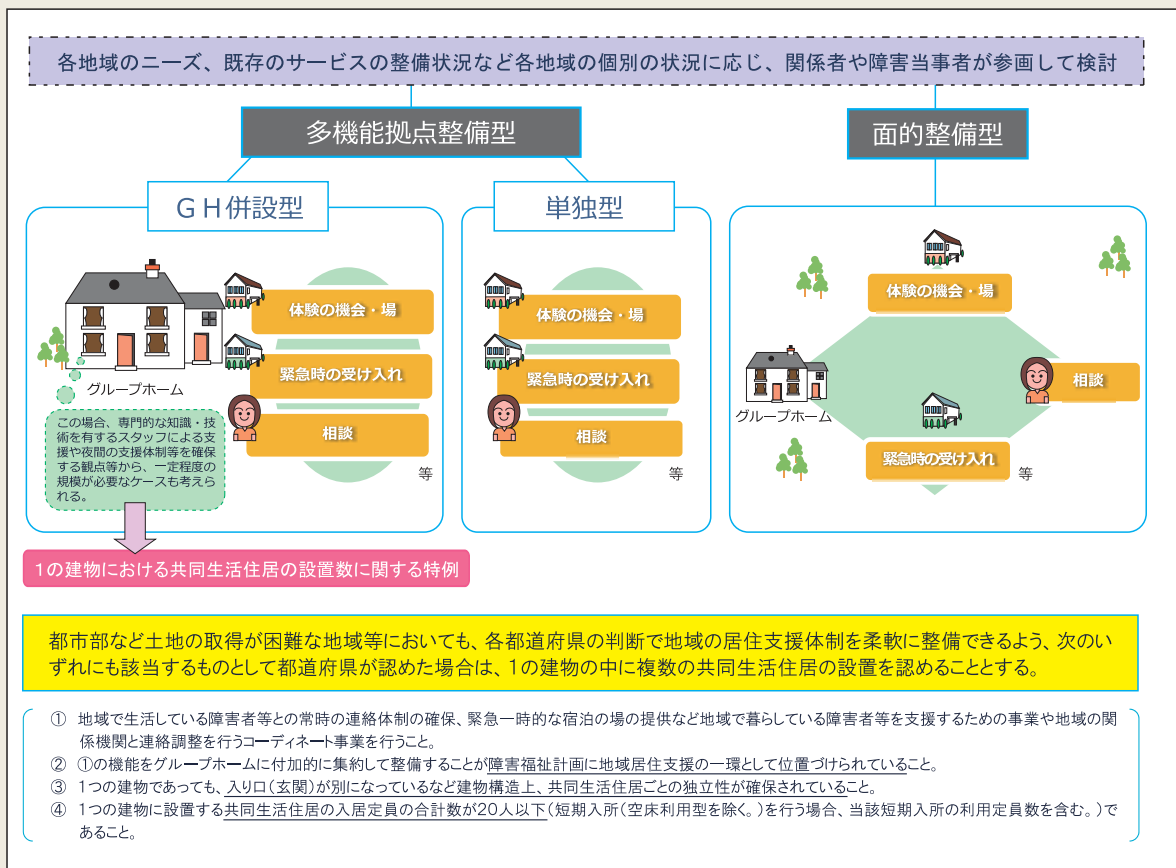 各地域のニーズ、既存のサービスの整備状況など各地域の個別の状況に応じ、関係者や障害当事者が参画して検討
多機能拠点整備型
面的整備型
ＧＨ併設型
単独型
体験の機会・場
緊急時の受け入れ
相談
等
グループホーム
この場合、専門的な知識・技
術を有するスタッフによる支
援や夜間の支援体制等を確保
する観点等から、一定程度の
規模が必要なケースも考えら
れる。
体験の機会・場
緊急時の受け入れ
相談
等
体験の機会・場
グループホーム
相談
緊急時の受け入れ
等
1の建物における共同生活住居の設置数に関する特例
都市部など土地の取得が困難な地域等においても、各都道府県の判断で地域の居住支援体制を柔軟に整備できるよう、次のい
ずれにも該当するものとして都道府県が認めた場合は、1の建物の中に複数の共同生活住居の設置を認めることとする。
① 地域で生活している障害者等との常時の連絡体制の確保、緊急一時的な宿泊の場の提供など地域で暮らしている障害者等を支援するための事業や地域の関
係機関と連絡調整を行うコーディネート事業を行うこと。
② ①の機能をグループホームに付加的に集約して整備することが障害福祉計画に地域居住支援の一環として位置づけられていること。
③ 1つの建物であっても、入り口（玄関）が別になっているなど建物構造上、共同生活住居ごとの独立性が確保されていること。
④ 1つの建物に設置する共同生活住居の入居定員の合計数が20人以下（短期入所（空床利用型を除く。）を行う場合、当該短期入所の利用定員数を含む。）で
あること。